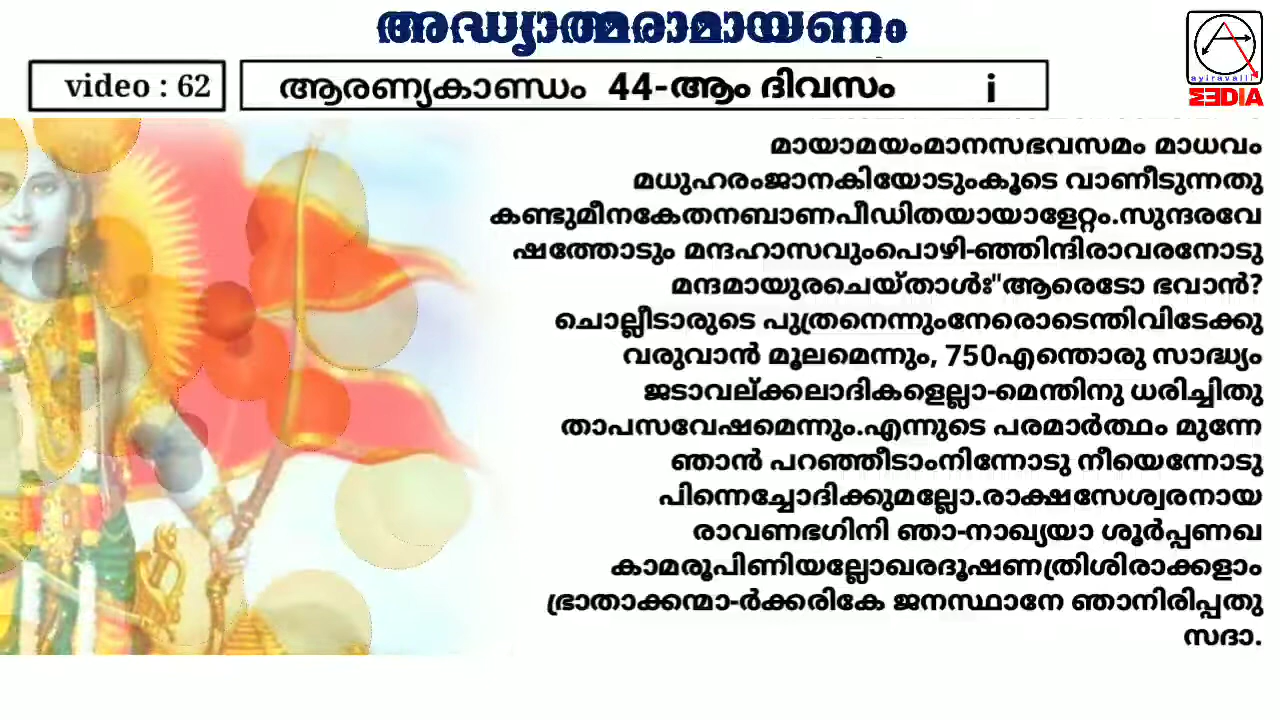 അദ്ധ്യാത്മരാമായണം
video : 62
ആരണ്യകാണ്ഡം 44-ആം ദിവസം i
ayiravalli
MEDIA
മായാമയംമാനസഭവസമം മാധവം
മധുഹരംജാനകിയോടുംകൂടെ വാണീടുന്നതു
കണ്ടുമീനകേതനബാണപീഡിതയായാളേറ്റം.സുന്ദരവേ
ഷത്തോടും മന്ദഹാസവുംപൊഴി-ഞ്ഞിന്ദിരാവരനോടു
മന്ദമായുരചെയ്താൾഃ"ആരെടോ ഭവാൻ?
ചൊല്ലീടാരുടെ പുത്രനെന്നുംനേരൊടെന്തിവിടേക്കു
വരുവാൻ മൂലമെന്നും, 750എന്തൊരു സാദ്ധ്യം
ജടാവല്ക്കലാദികളെല്ലാ-മെന്തിനു ധരിച്ചിതു
താപസവേഷമെന്നും.എന്നുടെ പരമാർത്ഥം മുന്നേ
ഞാൻ പറഞ്ഞീടാംനിന്നോടു നീയെന്നോടു
പിന്നെച്ചോദിക്കുമല്ലോ.രാക്ഷസേശ്വരനായ
രാവണഭഗിനി ഞാ-നാഖ്യയാ ശൂർപ്പണഖ
കാമരൂപിണിയല്ലോഖരദൂഷണത്രിശിരാക്കളാം
ഭ്രാതാക്കന്മാ-ർക്കരികേ ജനസ്ഥാനേ ഞാനിരിപ്പതു
സദാ.